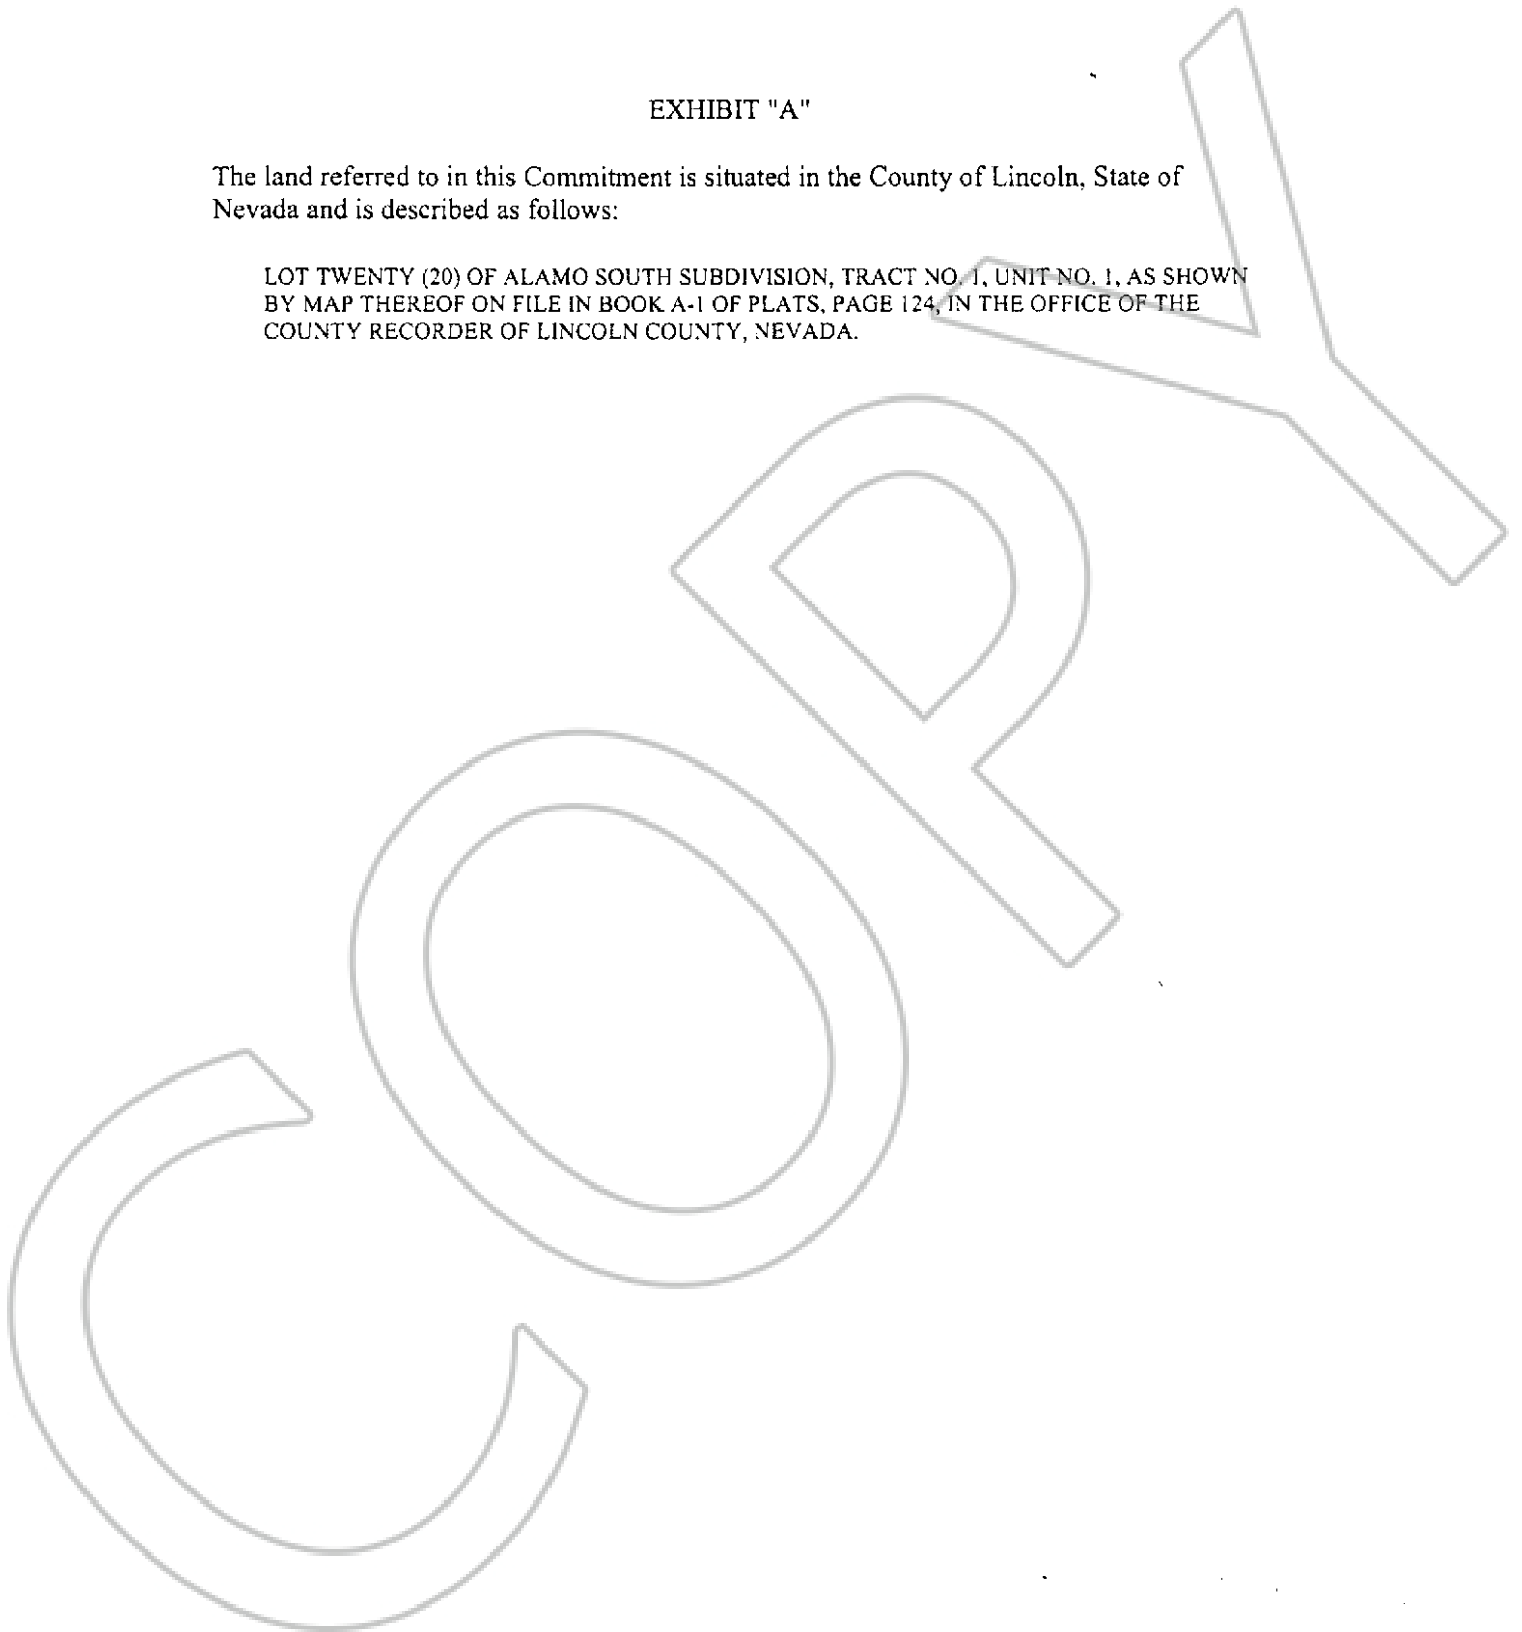 EXHIBIT "A"
The land referred to in this Commitment is situated in the County of Lincoln, State of
Nevada and is described as follows:
LOT TWENTY (20) OF ALAMO SOUTH SUBDIVISION, TRACT NO. 1, UNIT NO. 1, AS SHOWN
BY MAP THEREOF ON FILE IN BOOK A-1 OF PLATS, PAGE 124, IN THE OFFICE OF THE
COUNTY RECORDER OF LINCOLN COUNTY, NEVADA.
COPY